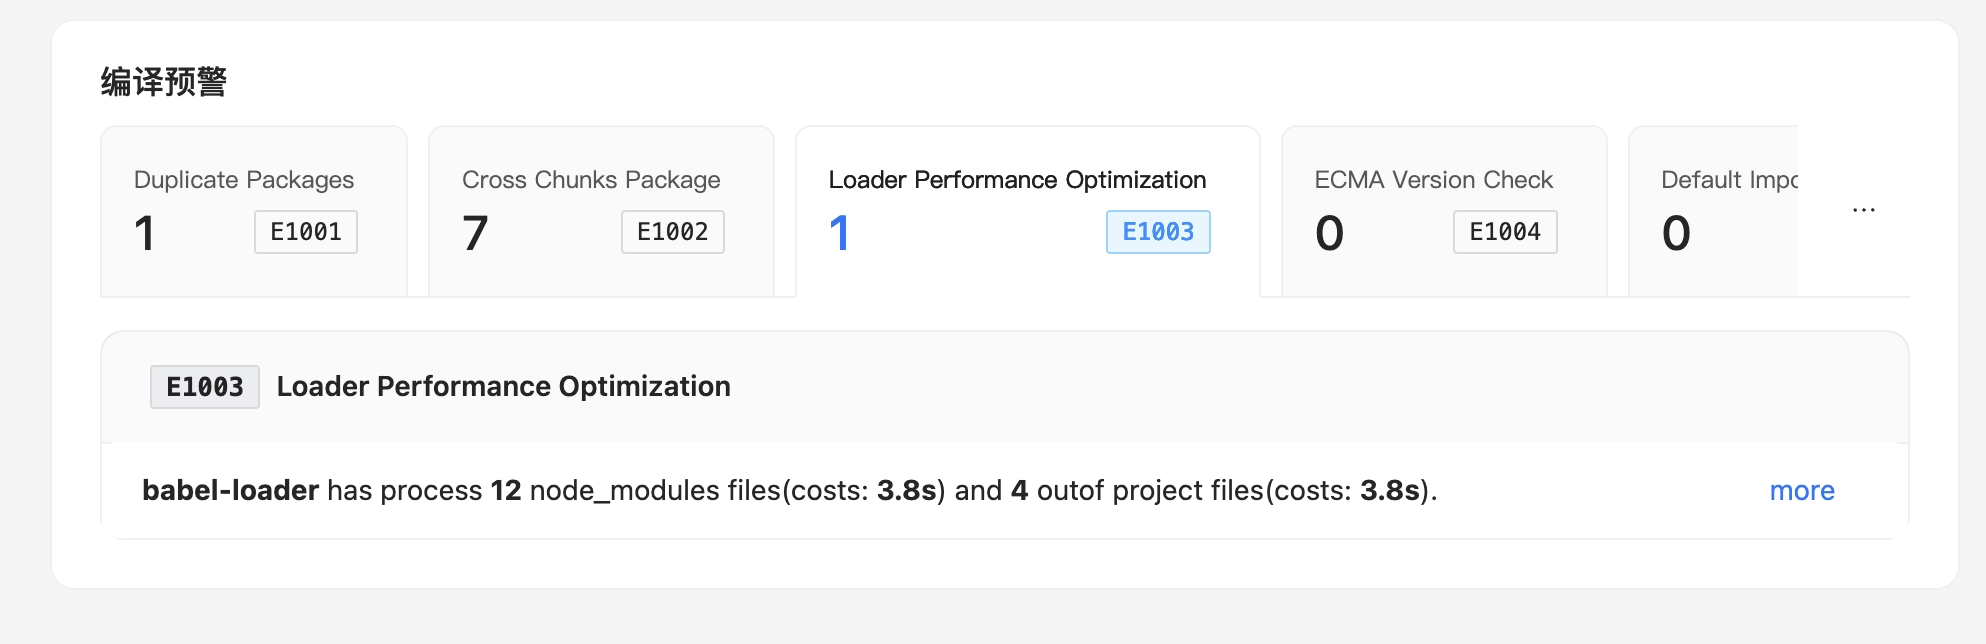 编译预警
Duplicate Packages
1 E1001
Cross Chunks Package
7 E1002
Loader Performance Optimization
1 E1003
ECMA Version Check
0 E1004
Default Impo
0
...
E1003 Loader Performance Optimization
babel-loader has process 12 node_modules files(costs: 3.8s) and 4 outof project files(costs: 3.8s). more